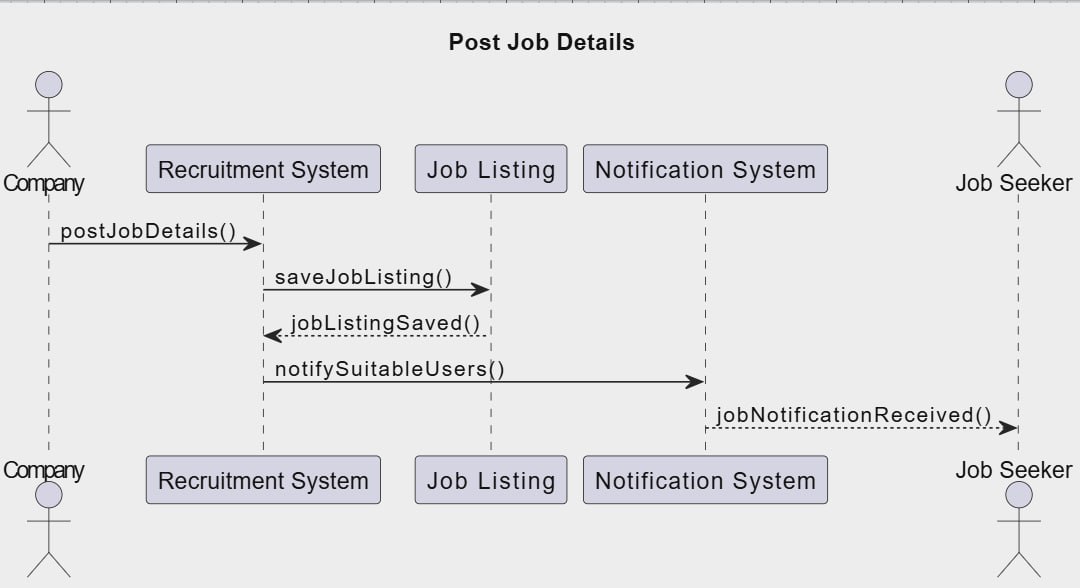 Post Job Details
Company
Recruitment System
Job Listing
Notification System
Job Seeker
postJobDetails()
saveJobListing()
jobListingSaved()
notifySuitableUsers()
jobNotificationReceived()
Company
Recruitment System
Job Listing
Notification System
Job Seeker